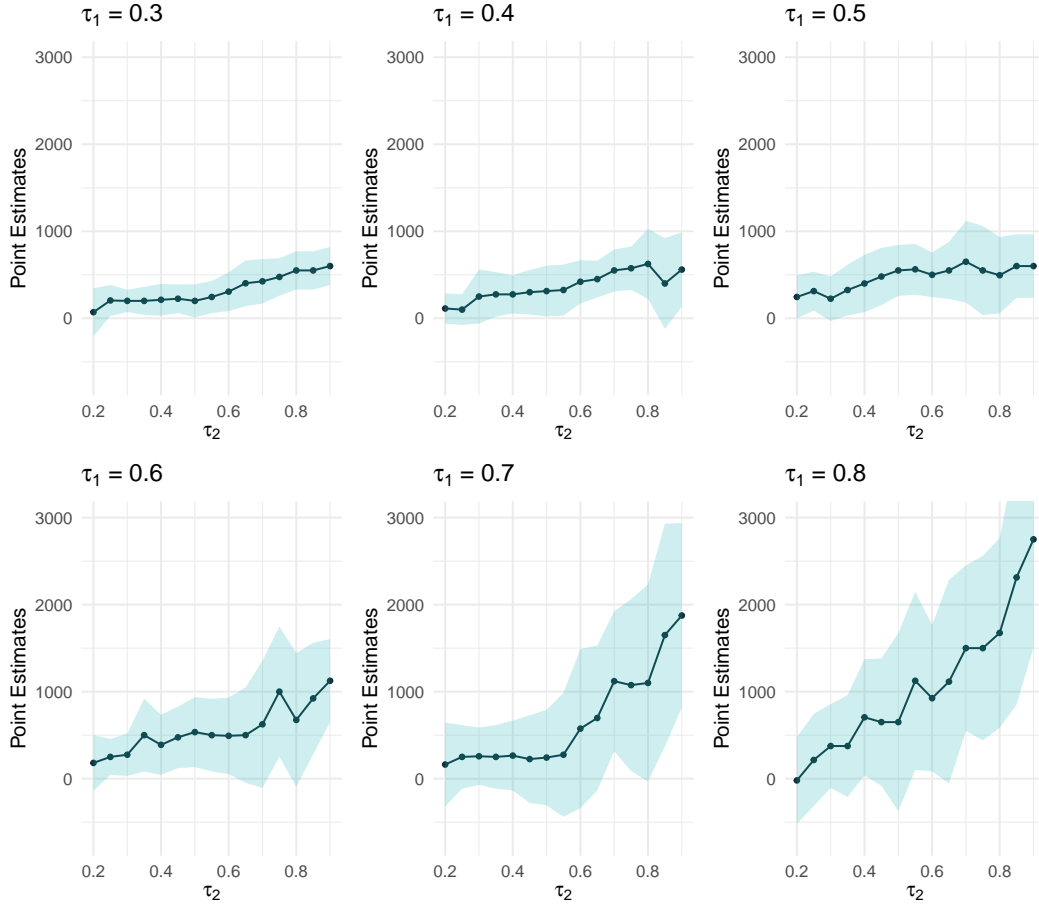 τ1 = 0.3
Point Estimates
3000
2000
1000
0
0.2 0.4 0.6 0.8
τ2
τ1 = 0.4
Point Estimates
3000
2000
1000
0
0.2 0.4 0.6 0.8
τ2
τ1 = 0.5
Point Estimates
3000
2000
1000
0
0.2 0.4 0.6 0.8
τ2
τ1 = 0.6
Point Estimates
3000
2000
1000
0
0.2 0.4 0.6 0.8
τ2
τ1 = 0.7
Point Estimates
3000
2000
1000
0
0.2 0.4 0.6 0.8
τ2
τ1 = 0.8
Point Estimates
3000
2000
1000
0
0.2 0.4 0.6 0.8
τ2